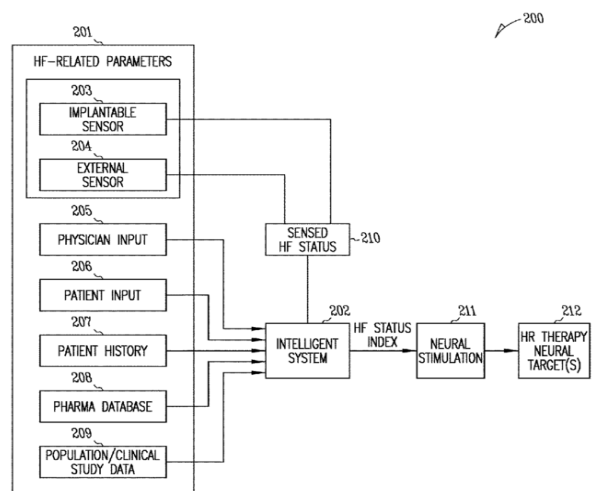 200
201
HF-RELATED PARAMETERS
203
IMPLANTABLE
SENSOR
204
EXTERNAL
SENSOR
205
PHYSICIAN INPUT
206
PATIENT INPUT
207
PATIENT HISTORY
208
PHARMA DATABASE
209
POPULATION/CLINICAL
STUDY DATA
SENSED
HF STATUS
210
202
INTELLIGENT
SYSTEM
HF STATUS
INDEX
211
NEURAL
STIMULATION
212
HR THERAPY
NEURAL
TARGET(S)